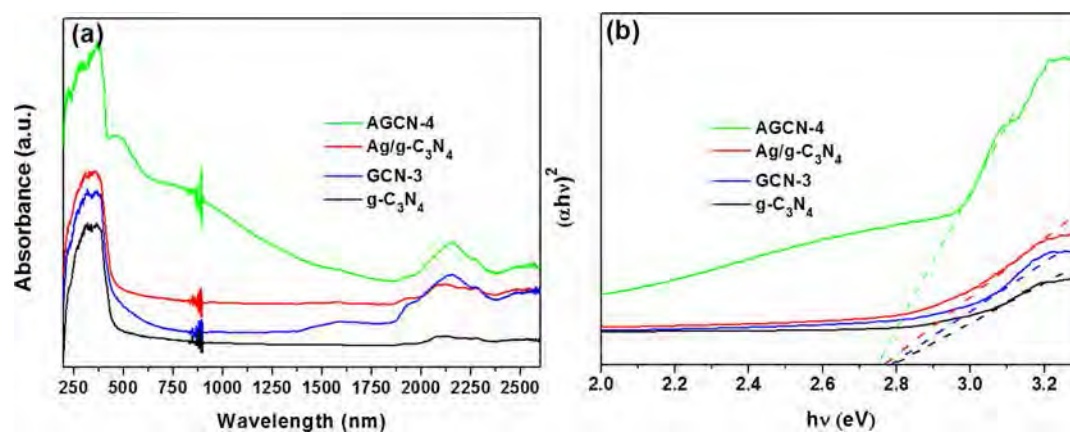 (a)
AGCN-4
Ag/g-C₃N₄
GCN-3
g-C₃N₄
Absorbance (a.u.)
250 500 750 1000 1250 1500 1750 2000 2250 2500
Wavelength (nm)
(b)
AGCN-4
Ag/g-C₃N₄
GCN-3
g-C₃N₄
(αhν)²
2.0 2.2 2.4 2.6 2.8 3.0 3.2
hν (eV)